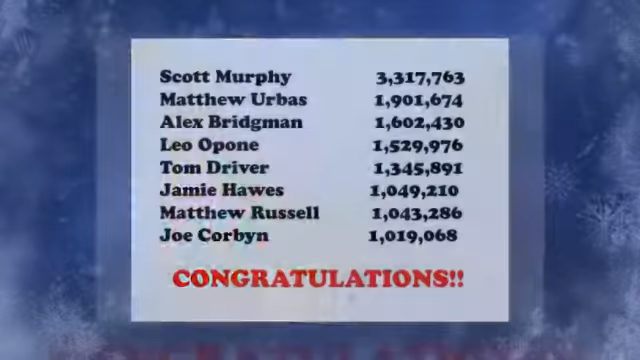 Scott Murphy 3,317,763
Matthew Urbas 1,901,674
Alex Bridgman 1,602,430
Leo Opone 1,529,976
Tom Driver 1,345,891
Jamie Hawes 1,049,210
Matthew Russell 1,043,286
Joe Corbyn 1,019,068
CONGRATULATIONS!!